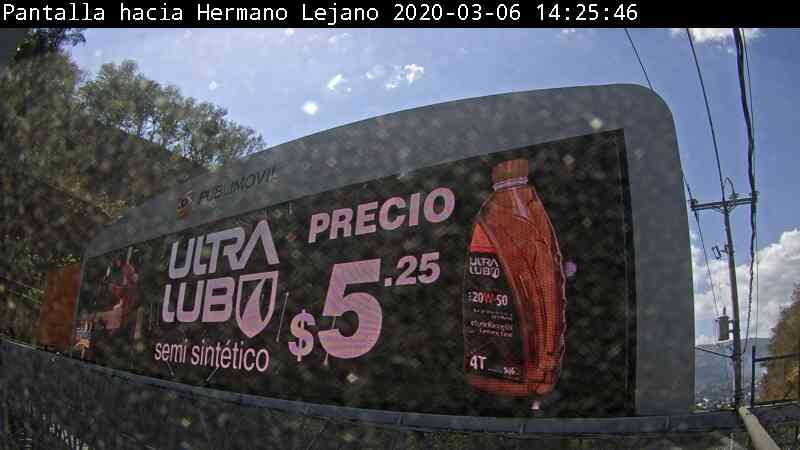 Pantalla hacia Hermano Lejano 2020-03-06 14:25:46
PUBLIMOVIL
ULTRA
LUB
semi sintético
PRECIO
$5.25
ULTRA
LUB
20W-50
4T